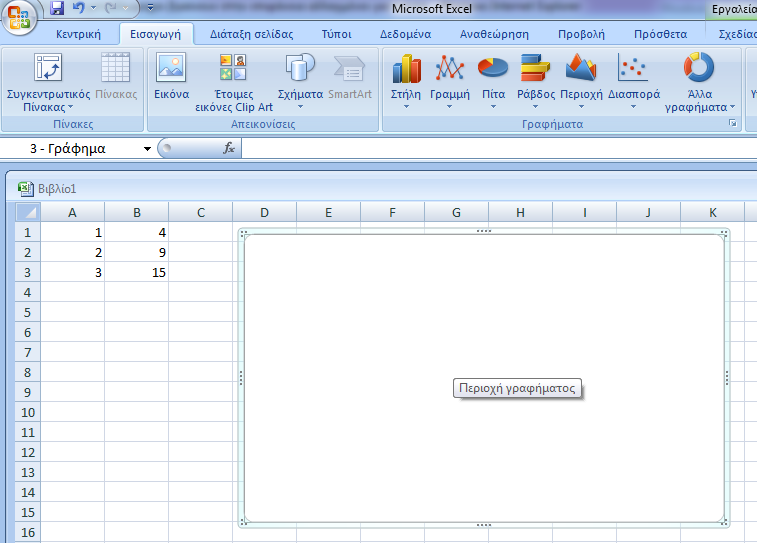 Microsoft Excel
Εργαλεία
Κεντρική Εισαγωγή Διάταξη σελίδας Τύποι Δεδομένα Αναθεώρηση Προβολή Πρόσθετα Σχεδίασ
Συγκεντρωτικός Πίνακας Εικόνα Έτοιμες Σχήματα SmartArt Στήλη Γραμμή Πίτα Ράβδος Περιοχή Διασπορά Άλλα
Πίνακας εικόνες Clip Art γραφήματα
Πίνακες Απεικονίσεις Γραφήματα
3 - Γράφημα fx
Βιβλίο1
A B C D E F G H I J K
1 1 4
2 2 9
3 3 15
4
5
6
7
8
Περιοχή γραφήματος
9
10
11
12
13
14
15
16